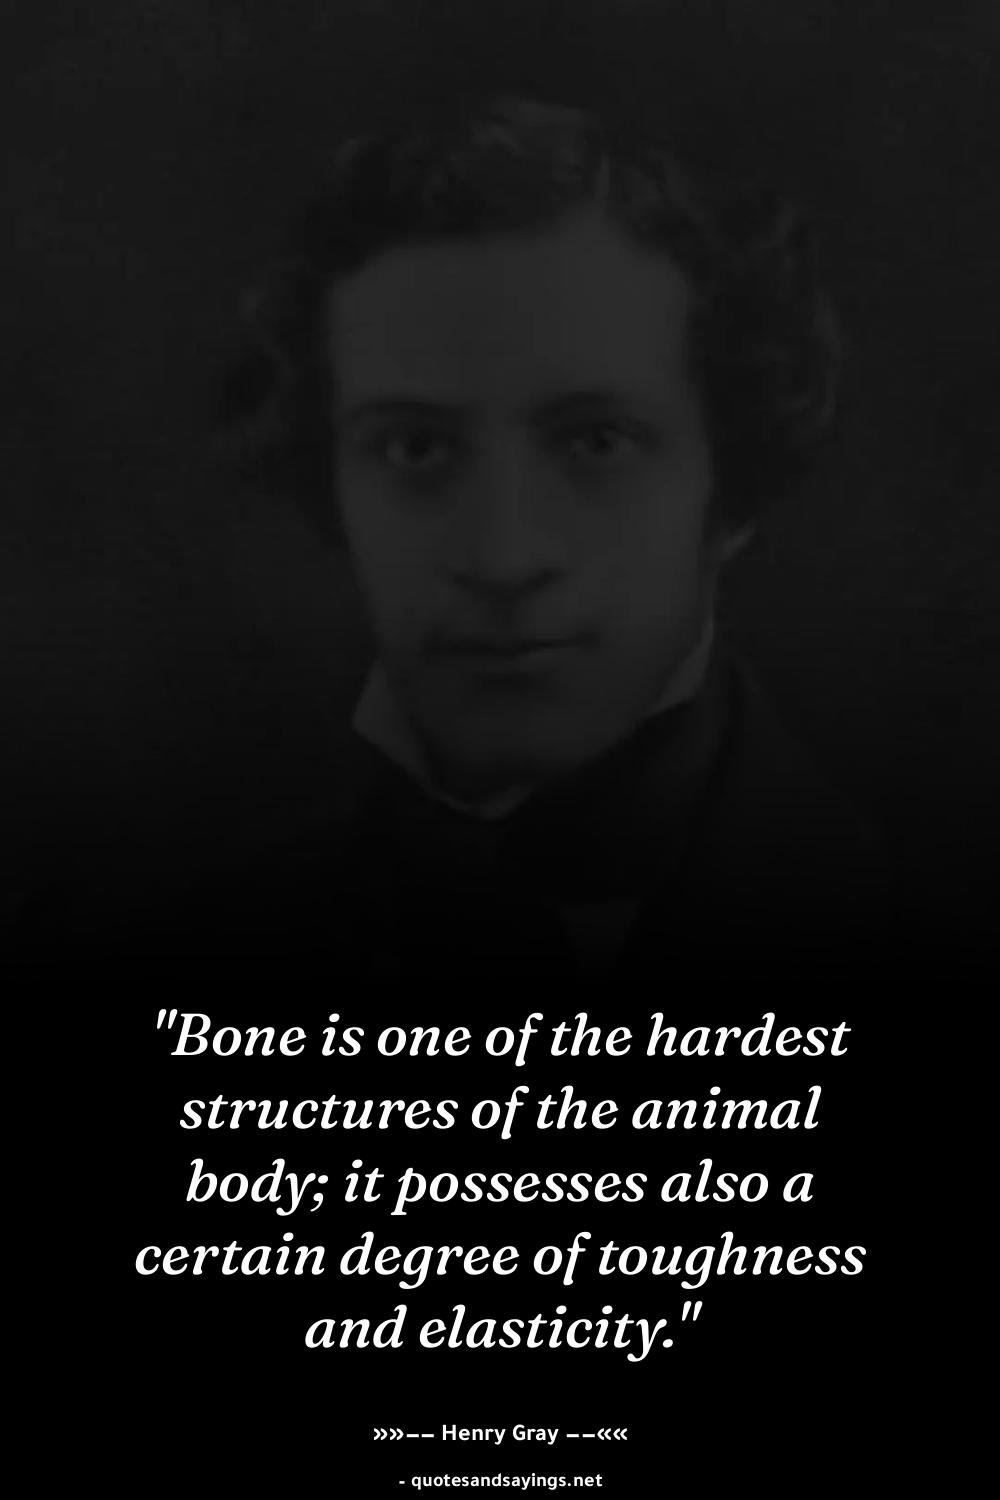 "Bone is one of the hardest
structures of the animal
body; it possesses also a
certain degree of toughness
and elasticity."
»»–– Henry Gray ––««
- quotesandsayings.net